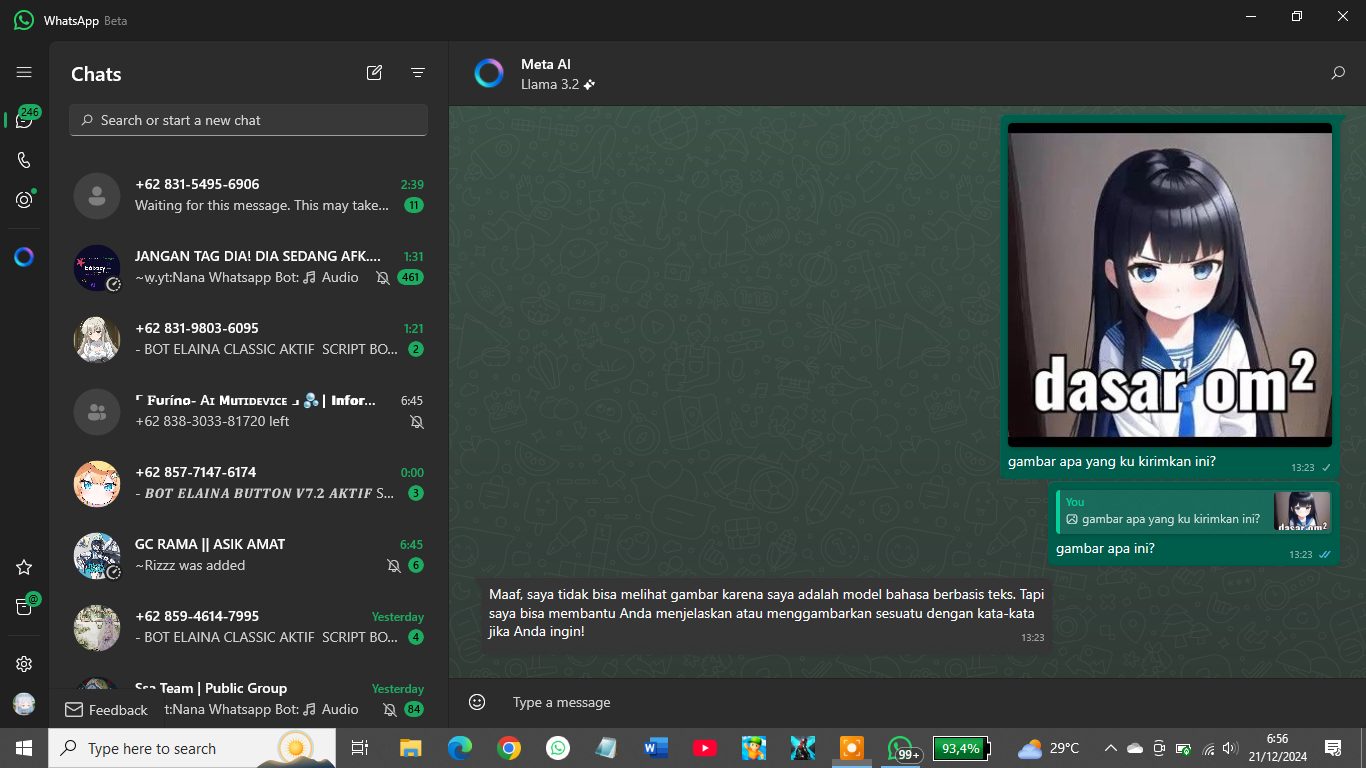 WhatsApp Beta
Chats
246
Search or start a new chat
+62 831-5495-6906
2:39
Waiting for this message. This may take...
11
JANGAN TAG DIA! DIA SEDANG AFK....
1:31
~w.yt:Nana Whatsapp Bot: 🎵 Audio
461
+62 831-9803-6095
1:21
- BOT ELAINA CLASSIC AKTIF SCRIPT BO...
2
⌜ 𝐅𝐮𝐫í𝐧𝐚- Aɪ Mᴜᴛɪᴅᴇᴠɪᴄᴇ ⌟ 🫧 | 𝐈𝐧𝐟𝐨𝐫...
6:45
+62 838-3033-81720 left
+62 857-7147-6174
0:00
- 𝑩𝑶𝑻 𝑬𝑳𝑨𝑰𝑵𝑨 𝑩𝑼𝑻𝑻𝑶𝑵 𝑽7.2 𝑨𝑲𝑻𝑰𝑭 S...
3
GC RAMA || ASIK AMAT
6:45
~Rizzz was added
6
@
+62 859-4614-7995
Yesterday
- BOT ELAINA CLASSIC AKTIF SCRIPT BO...
4
Ssa Team | Public Group
Yesterday
t:Nana Whatsapp Bot: 🎵 Audio
84
Feedback
Meta AI
Llama 3.2
dasar om²
gambar apa yang ku kirimkan ini?
13:23
You
gambar apa yang ku kirimkan ini?
dasar om²
gambar apa ini?
13:23
Maaf, saya tidak bisa melihat gambar karena saya adalah model bahasa berbasis teks. Tapi
saya bisa membantu Anda menjelaskan atau menggambarkan sesuatu dengan kata-kata
jika Anda ingin!
13:23
Type a message
Type here to search
99+
93,4%
29°C
6:56
21/12/2024